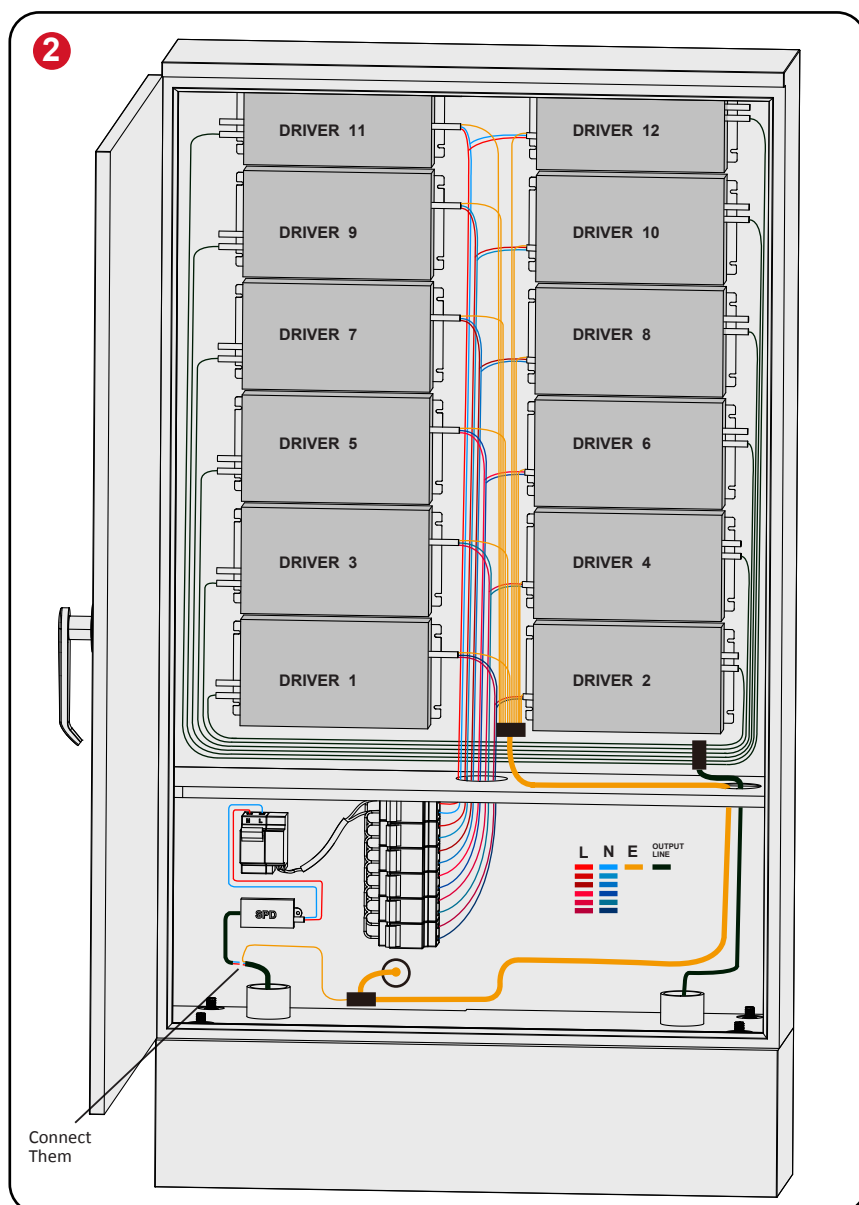 2
DRIVER 11
DRIVER 12
DRIVER 9
DRIVER 10
DRIVER 7
DRIVER 8
DRIVER 5
DRIVER 6
DRIVER 3
DRIVER 4
DRIVER 1
DRIVER 2
N L
L N E OUTPUT
LINE
SPD
Connect
Them